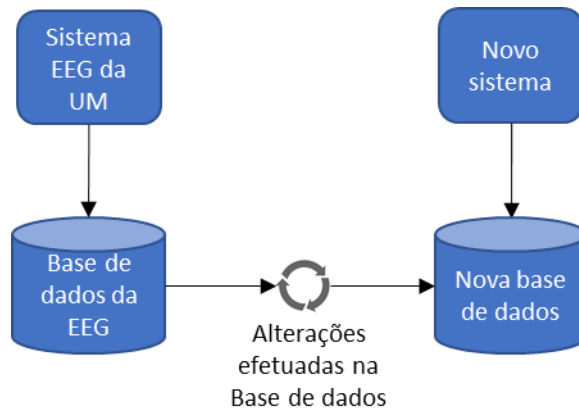 Sistema
EEG da
UM
Novo
sistema
Base de
dados da
EEG
Nova base
de dados
Alterações
efetuadas na
Base de dados